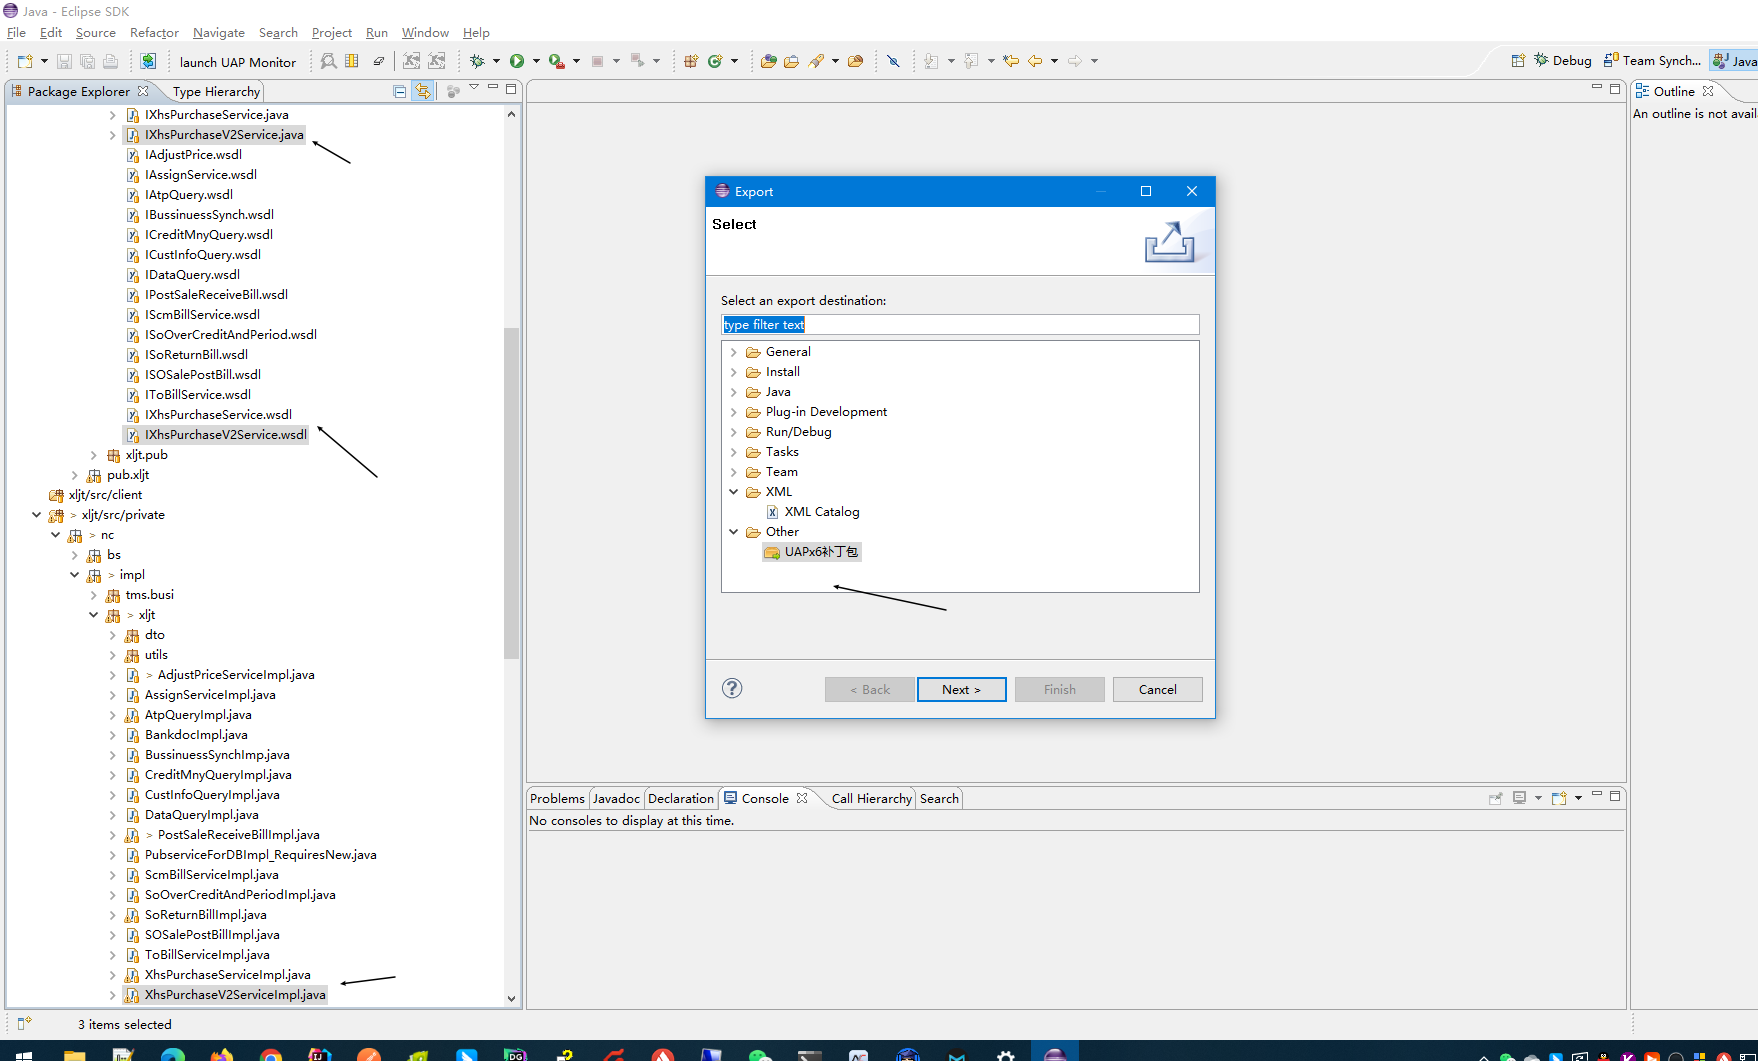 Java - Eclipse SDK
File Edit Source Refactor Navigate Search Project Run Window Help
launch UAP Monitor
Debug
Team Synch...
Java
Package Explorer
Type Hierarchy
IXhsPurchaseService.java
IXhsPurchaseV2Service.java
IAdjustPrice.wsdl
IAssignService.wsdl
IAtpQuery.wsdl
IBussinuessSynch.wsdl
ICreditMnyQuery.wsdl
ICustInfoQuery.wsdl
IDataQuery.wsdl
IPostSaleReceiveBill.wsdl
IScmBillService.wsdl
ISoOverCreditAndPeriod.wsdl
ISoReturnBill.wsdl
ISOSalePostBill.wsdl
IToBillService.wsdl
IXhsPurchaseService.wsdl
IXhsPurchaseV2Service.wsdl
xljt.pub
pub.xljt
xljt/src/client
> xljt/src/private
> nc
bs
> impl
tms.busi
> xljt
dto
utils
> AdjustPriceServiceImpl.java
AssignServiceImpl.java
AtpQueryImpl.java
BankdocImpl.java
BussinuessSynchImp.java
CreditMnyQueryImpl.java
CustInfoQueryImpl.java
DataQueryImpl.java
> PostSaleReceiveBillImpl.java
PubserviceForDBImpl_RequiresNew.java
ScmBillServiceImpl.java
SoOverCreditAndPeriodImpl.java
SoReturnBillImpl.java
SOSalePostBillImpl.java
ToBillServiceImpl.java
XhsPurchaseServiceImpl.java
XhsPurchaseV2ServiceImpl.java
3 items selected
Export
Select
Select an export destination:
type filter text
General
Install
Java
Plug-in Development
Run/Debug
Tasks
Team
XML
XML Catalog
Other
UAPx6补丁包
< Back
Next >
Finish
Cancel
Outline
An outline is not avail
Problems
Javadoc
Declaration
Console
Call Hierarchy
Search
No consoles to display at this time.